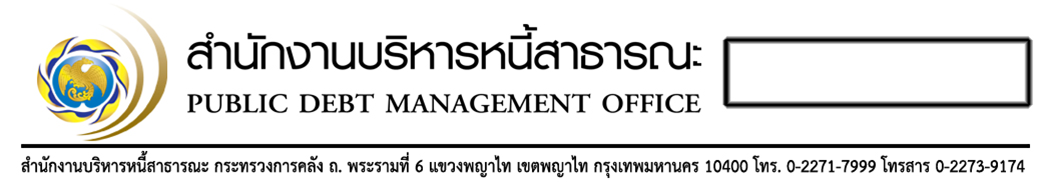 สำนักงานบริหารหนี้สาธารณะ
PUBLIC DEBT MANAGEMENT OFFICE
สำนักงานบริหารหนี้สาธารณะ กระทรวงการคลัง ถ. พระรามที่ 6 แขวงพญาไท เขตพญาไท กรุงเทพมหานคร 10400 โทร. 0-2271-7999 โทรสาร 0-2273-9174